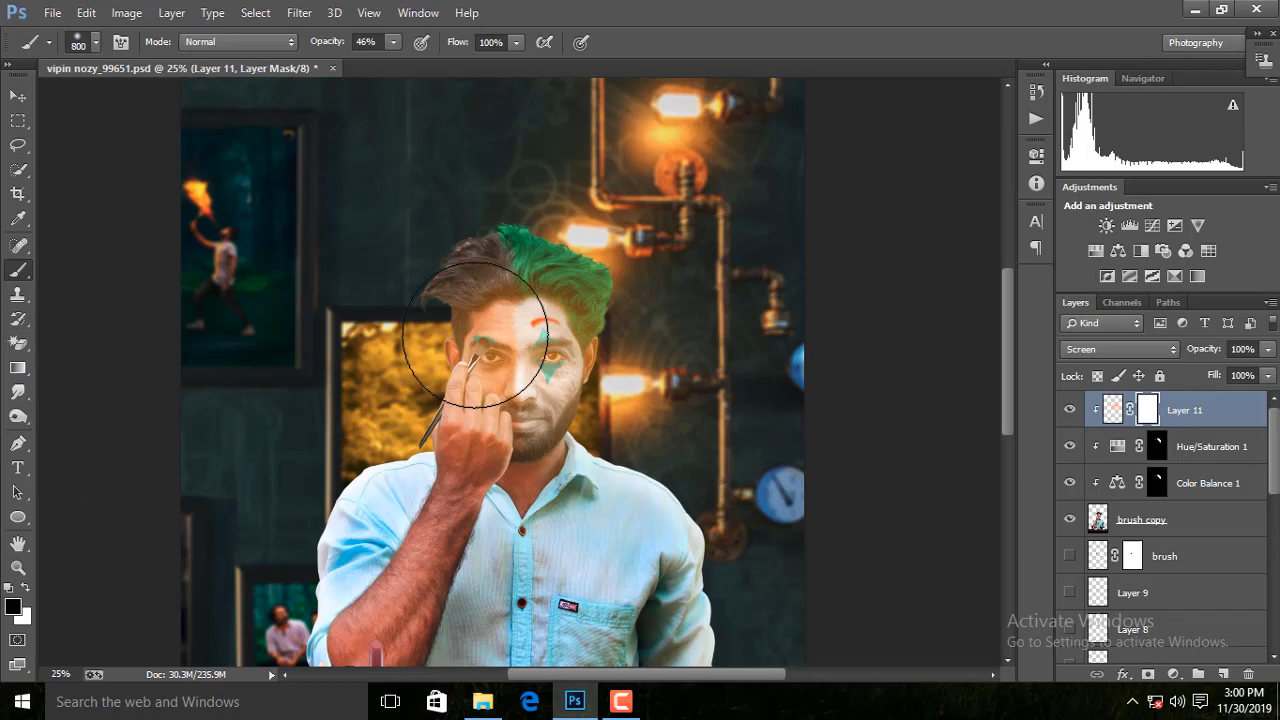 Ps File Edit Image Layer Type Select Filter 3D View Window Help
800 Mode: Normal Opacity: 46% Flow: 100% Photography
vipin nozy_99651.psd @ 25% (Layer 11, Layer Mask/8) *
Histogram Navigator
Adjustments
Add an adjustment
Layers Channels Paths
Kind
Screen Opacity: 100%
Lock: Fill: 100%
Layer 11
Hue/Saturation 1
Color Balance 1
brush copy
brush
Layer 9
Layer 8
Activate Windows
Go to Settings to activate Windows.
25% Doc: 30.3M/235.9M
Search the web and Windows
3:00 PM
11/30/2019